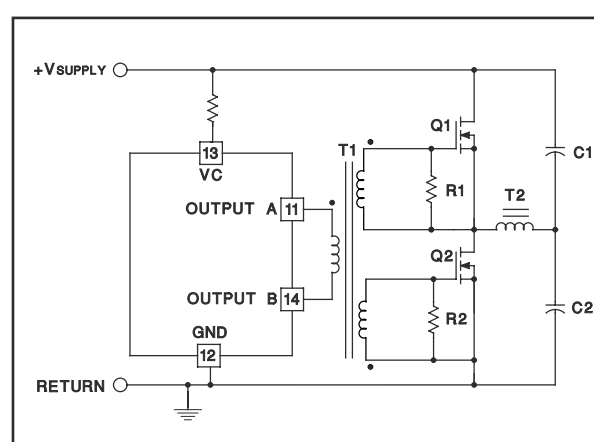 +VSUPPLY
Q1
13
T1
C1
VC
R1
T2
OUTPUT A 11
Q2
OUTPUT B 14
C2
GND
R2
12
RETURN